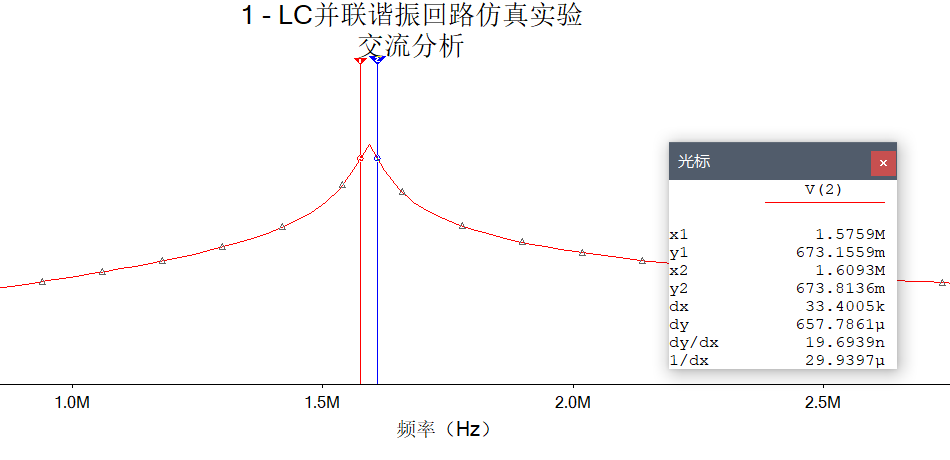 1 - LC并联谐振回路仿真实验
交流分析
光标
V(2)
x1 1.5759M
y1 673.1559m
x2 1.6093M
y2 673.8136m
dx 33.4005k
dy 657.7861µ
dy/dx 19.6939n
1/dx 29.9397µ
1.0M 1.5M 2.0M 2.5M
频率（Hz）